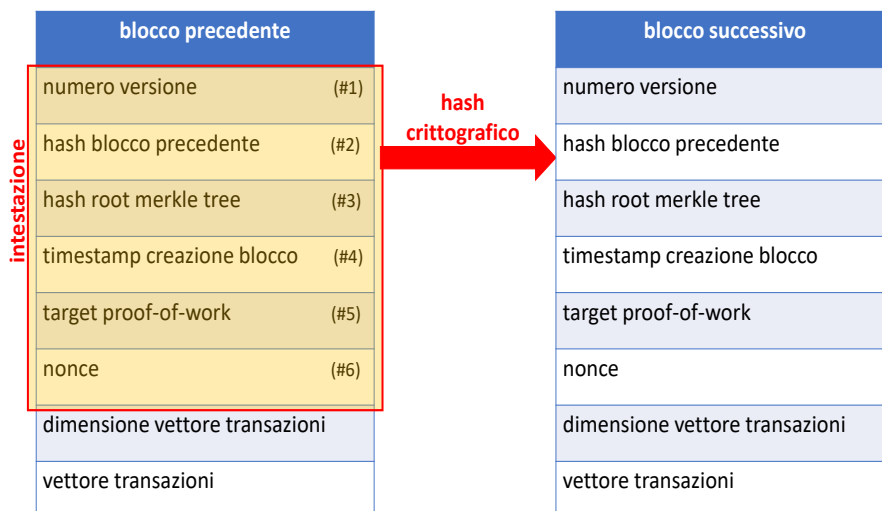 blocco precedente
numero versione (#1)
hash blocco precedente (#2)
hash root merkle tree (#3)
timestamp creazione blocco (#4)
target proof-of-work (#5)
nonce (#6)
dimensione vettore transazioni
vettore transazioni
intestazione
hash
crittografico
blocco successivo
numero versione
hash blocco precedente
hash root merkle tree
timestamp creazione blocco
target proof-of-work
nonce
dimensione vettore transazioni
vettore transazioni